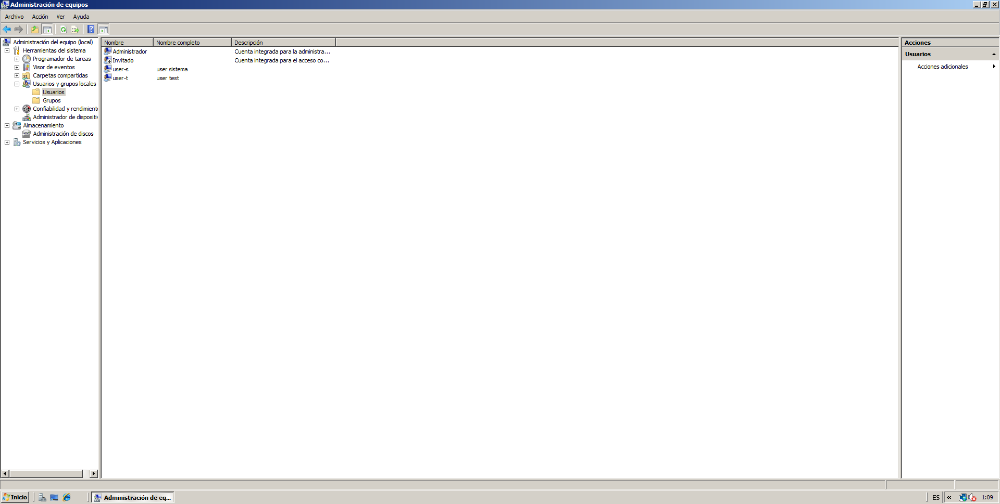 Administración de equipos
Archivo Acción Ver Ayuda
Administración del equipo (local)
Herramientas del sistema
Programador de tareas
Visor de eventos
Carpetas compartidas
Usuarios y grupos locales
Usuarios
Grupos
Confiabilidad y rendimient
Administrador de dispositiv
Almacenamiento
Administración de discos
Servicios y Aplicaciones
Nombre Nombre completo Descripción
Administrador Cuenta integrada para la administra...
Invitado Cuenta integrada para el acceso co...
user-s user sistema
user-t user test
Acciones
Usuarios
Acciones adicionales
Inicio
Administración de eq...
ES « 1:09